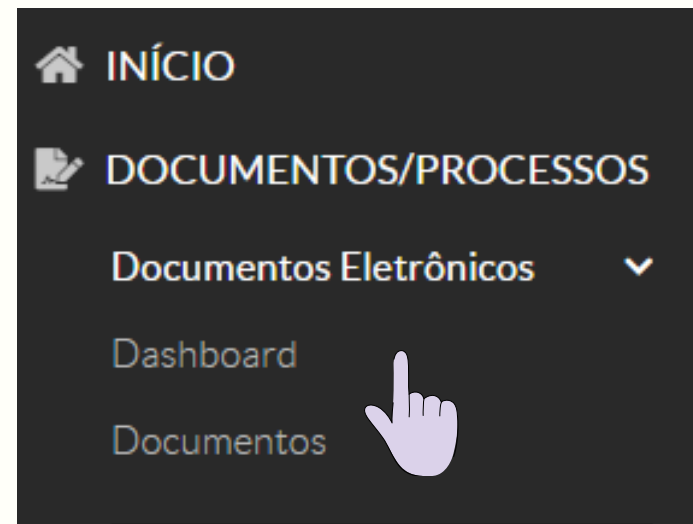 INÍCIO
DOCUMENTOS/PROCESSOS
Documentos Eletrônicos
Dashboard
Documentos